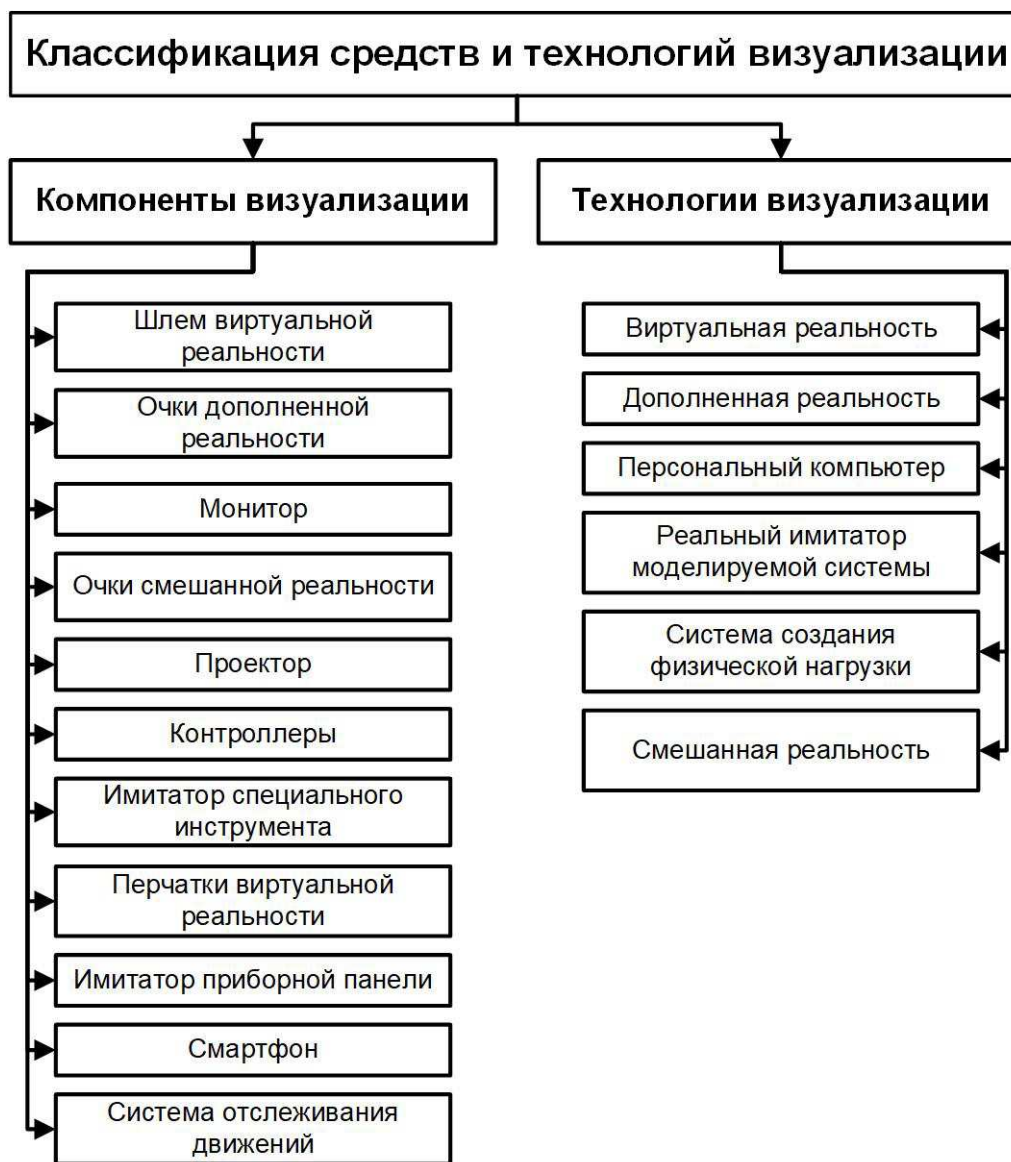 Классификация средств и технологий визуализации
Компоненты визуализации
Шлем виртуальной
реальности
Очки дополненной
реальности
Монитор
Очки смешанной реальности
Проектор
Контроллеры
Имитатор специального
инструмента
Перчатки виртуальной
реальности
Имитатор приборной панели
Смартфон
Система отслеживания
движений
Технологии визуализации
Виртуальная реальность
Дополненная реальность
Персональный компьютер
Реальный имитатор
моделируемой системы
Система создания
физической нагрузки
Смешанная реальность